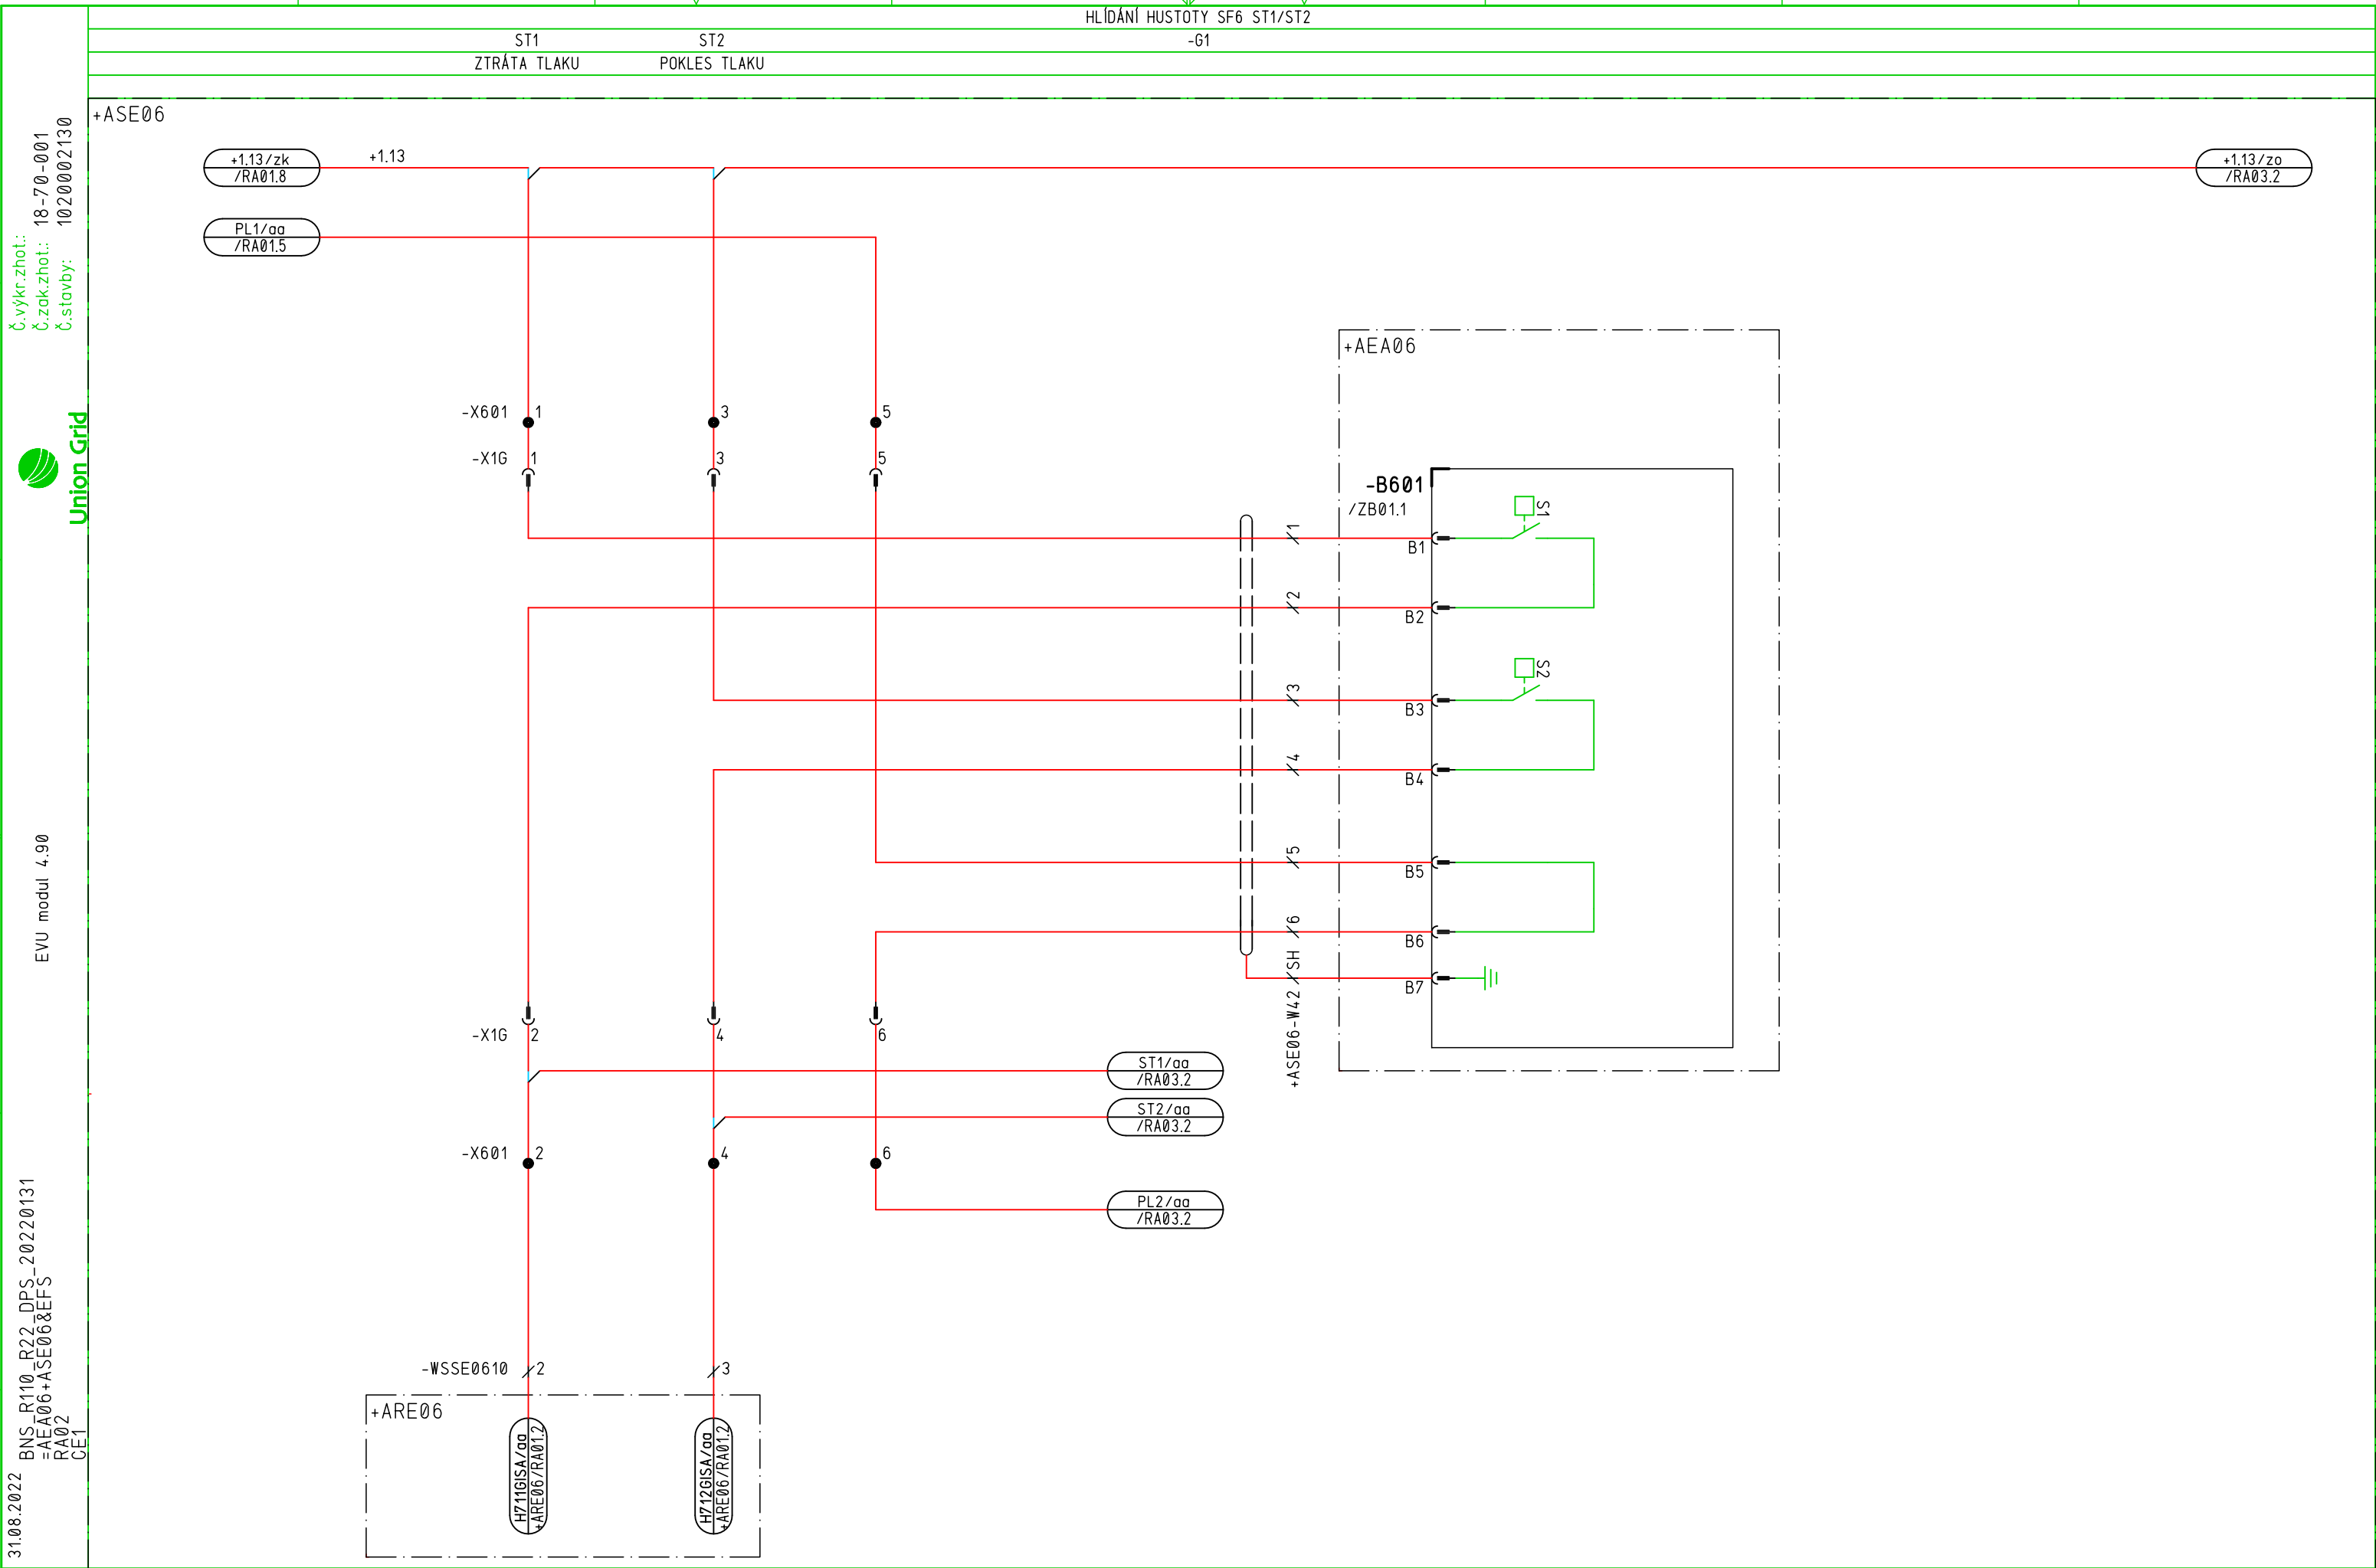 HLÍDÁNÍ HUSTOTY SF6 ST1/ST2
ST1 ST2 -G1
ZTRÁTA TLAKU POKLES TLAKU
+ASE06
+1.13/zk
/RA01.8
+1.13
+1.13/zo
/RA03.2
PL1/aa
/RA01.5
+AEA06
-X601 1 3 5
-X1G 1 3 5
-B601
/ZB01.1
S1
1
B1
2
B2
S2
3
B3
4
B4
5
B5
6
B6
SH
B7
+ASE06-W42
-X1G 2 4 6
ST1/aa
/RA03.2
ST2/aa
/RA03.2
-X601 2 4 6
PL2/aa
/RA03.2
-WSSE0610 2 3
+ARE06
H711GISA/aa
+ARE06/RA01.2
H712GISA/aa
+ARE06/RA01.2
Č.výkr.zhot.:
Č.zak.zhot.: 18-70-001
Č.stavby: 1020002130
Union Grid
EVU modul 4.90
BNS_R110_R22_DPS_20220131
=AEA06+ASE06&EFS
RA02
CE1
31.08.2022